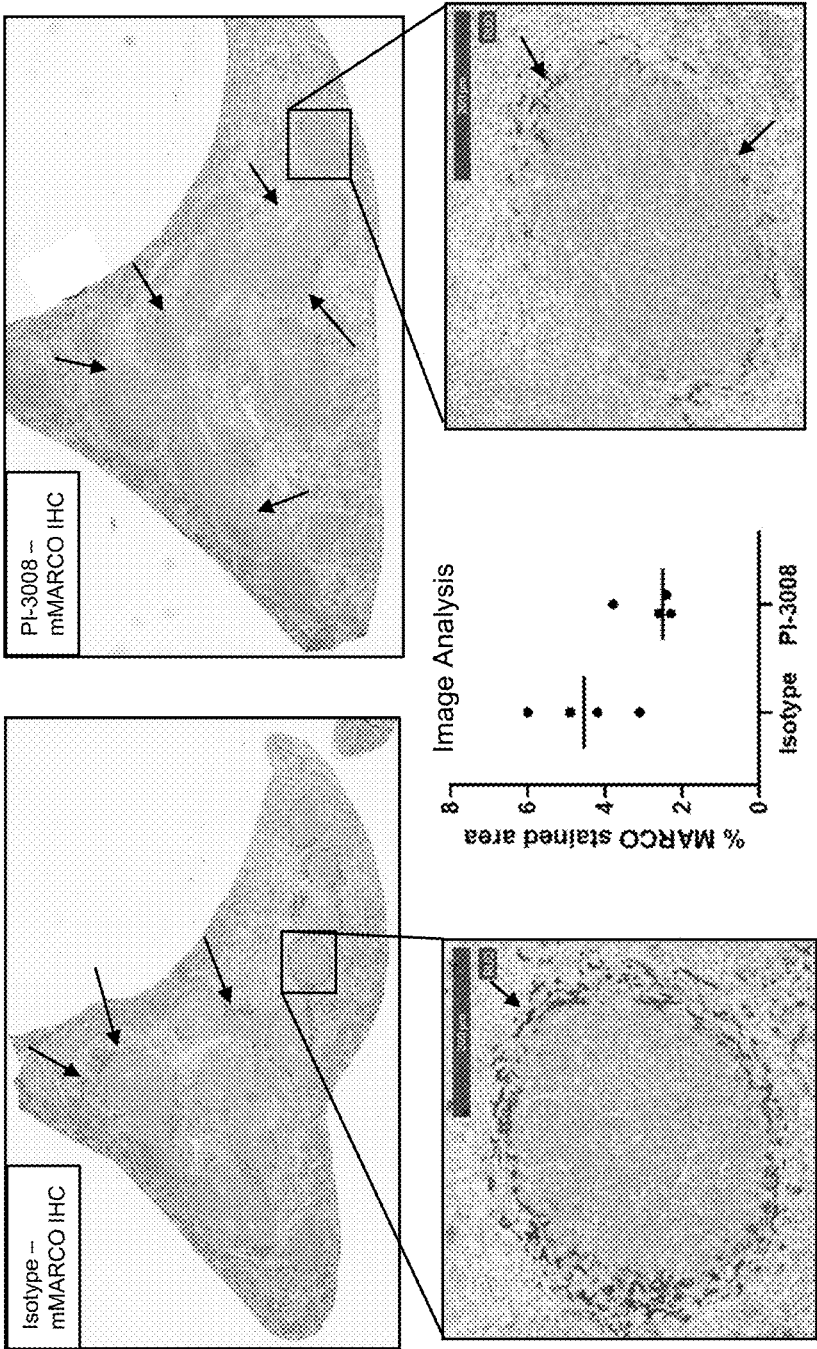 Isotype –
mMARCO IHC
PI-3008 –
mMARCO IHC
Image Analysis
% MARCO stained area
8
6
4
2
0
Isotype PI-3008